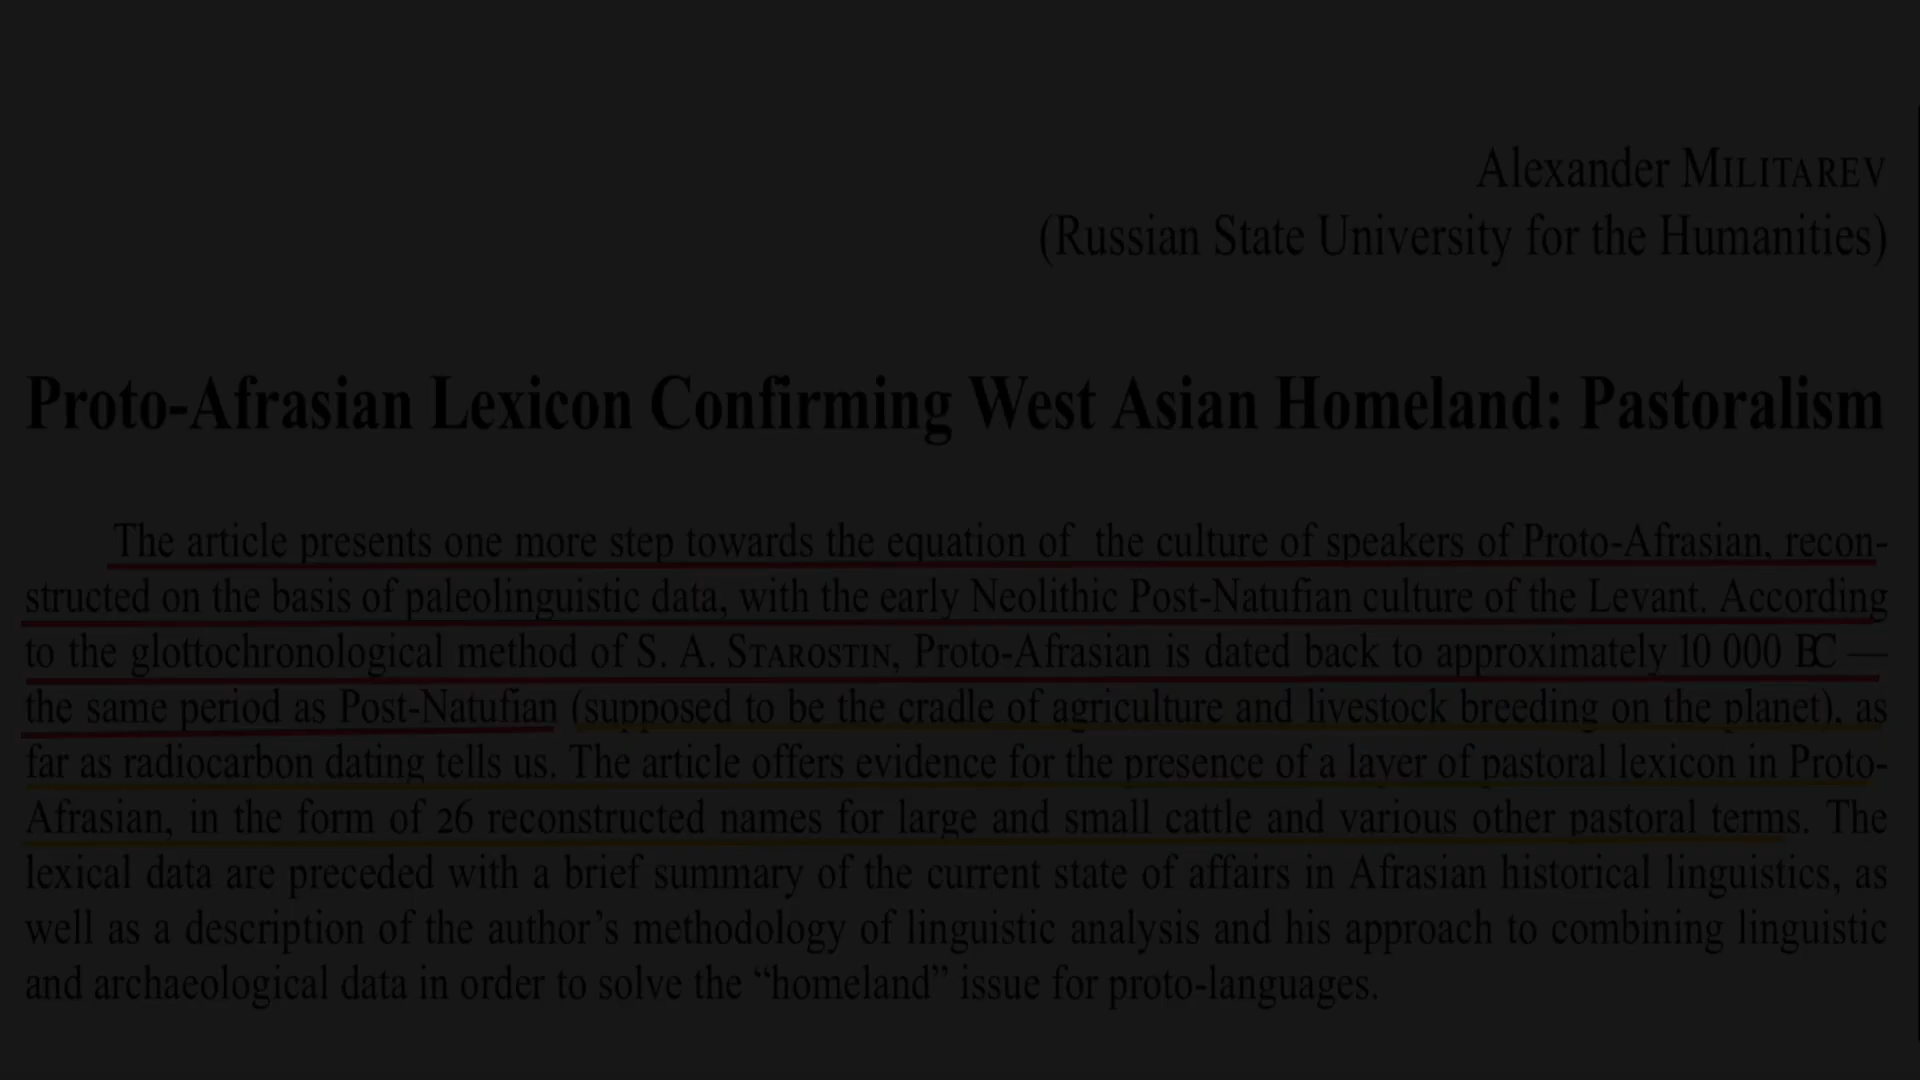 Alexander MILITAREV
(Russian State University for the Humanities)
Proto-Afrasian Lexicon Confirming West Asian Homeland: Pastoralism
The article presents one more step towards the equation of the culture of speakers of Proto-Afrasian, recon-
structed on the basis of paleolinguistic data, with the early Neolithic Post-Natufian culture of the Levant. According
to the glottochronological method of S. A. STAROSTIN, Proto-Afrasian is dated back to approximately 10 000 BC —
the same period as Post-Natufian (supposed to be the cradle of agriculture and livestock breeding on the planet), as
far as radiocarbon dating tells us. The article offers evidence for the presence of a layer of pastoral lexicon in Proto-
Afrasian, in the form of 26 reconstructed names for large and small cattle and various other pastoral terms. The
lexical data are preceded with a brief summary of the current state of affairs in Afrasian historical linguistics, as
well as a description of the author’s methodology of linguistic analysis and his approach to combining linguistic
and archaeological data in order to solve the “homeland” issue for proto-languages.